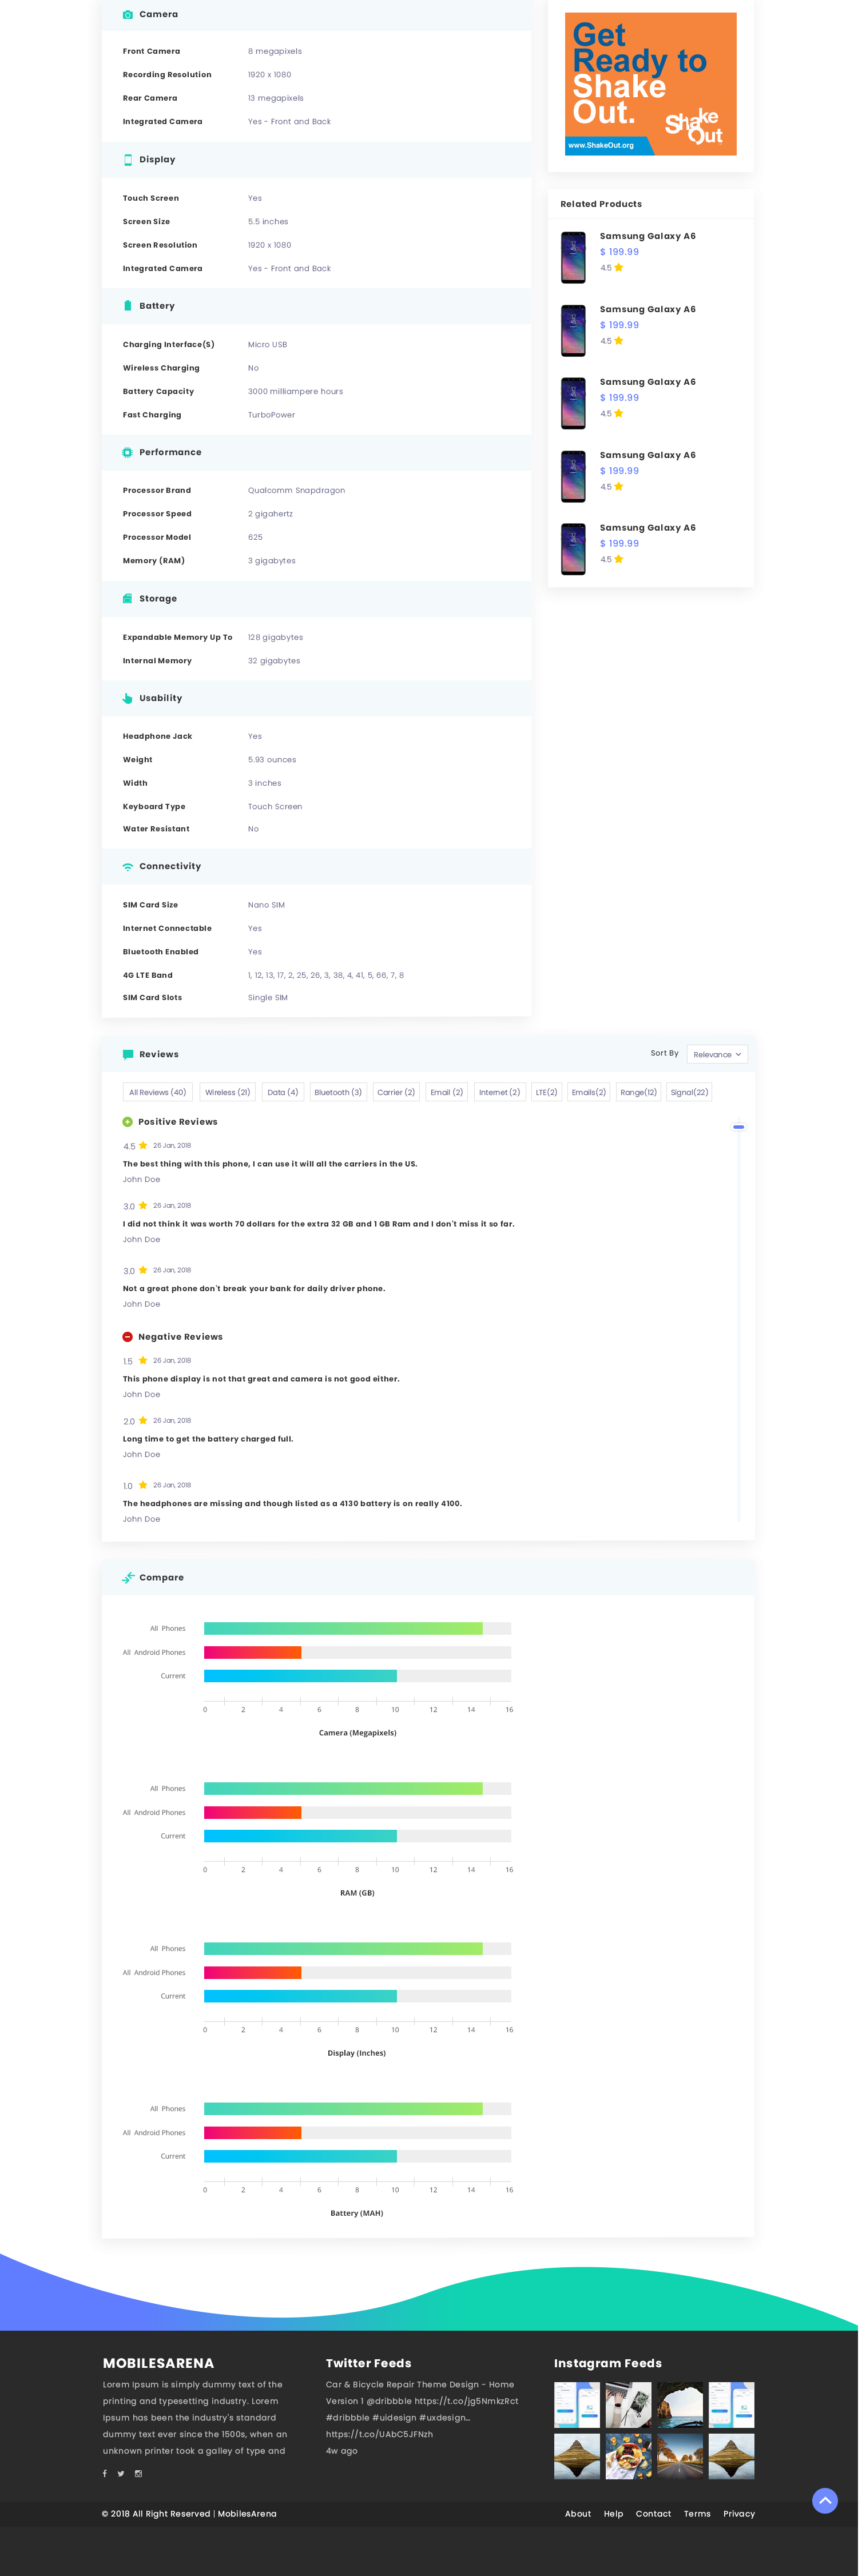 Camera
Front Camera 8 megapixels
Recording Resolution 1920 x 1080
Rear Camera 13 megapixels
Integrated Camera Yes - Front and Back
Display
Touch Screen Yes
Screen Size 5.5 inches
Screen Resolution 1920 x 1080
Integrated Camera Yes - Front and Back
Battery
Charging Interface(S) Micro USB
Wireless Charging No
Battery Capacity 3000 milliampere hours
Fast Charging TurboPower
Performance
Processor Brand Qualcomm Snapdragon
Processor Speed 2 gigahertz
Processor Model 625
Memory (RAM) 3 gigabytes
Storage
Expandable Memory Up To 128 gigabytes
Internal Memory 32 gigabytes
Usability
Headphone Jack Yes
Weight 5.93 ounces
Width 3 inches
Keyboard Type Touch Screen
Water Resistant No
Connectivity
SIM Card Size Nano SIM
Internet Connectable Yes
Bluetooth Enabled Yes
4G LTE Band 1, 12, 13, 17, 2, 25, 26, 3, 38, 4, 41, 5, 66, 7, 8
SIM Card Slots Single SIM
Get
Ready to
Shake
Out.
Shake
Out
www.ShakeOut.org
Related Products
Samsung Galaxy A6
$ 199.99
4.5
Samsung Galaxy A6
$ 199.99
4.5
Samsung Galaxy A6
$ 199.99
4.5
Samsung Galaxy A6
$ 199.99
4.5
Samsung Galaxy A6
$ 199.99
4.5
Reviews Sort By Relevance
All Reviews (40) Wireless (21) Data (4) Bluetooth (3) Carrier (2) Email (2) Internet (2) LTE(2) Emails(2) Range(12) Signal(22)
Positive Reviews
4.5 26 Jan, 2018
The best thing with this phone, I can use it will all the carriers in the US.
John Doe
3.0 26 Jan, 2018
I did not think it was worth 70 dollars for the extra 32 GB and 1 GB Ram and I don't miss it so far.
John Doe
3.0 26 Jan, 2018
Not a great phone don't break your bank for daily driver phone.
John Doe
Negative Reviews
1.5 26 Jan, 2018
This phone display is not that great and camera is not good either.
John Doe
2.0 26 Jan, 2018
Long time to get the battery charged full.
John Doe
1.0 26 Jan, 2018
The headphones are missing and though listed as a 4130 battery is on really 4100.
John Doe
Compare
All Phones
All Android Phones
Current
0 2 4 6 8 10 12 14 16
Camera (Megapixels)
All Phones
All Android Phones
Current
0 2 4 6 8 10 12 14 16
RAM (GB)
All Phones
All Android Phones
Current
0 2 4 6 8 10 12 14 16
Display (Inches)
All Phones
All Android Phones
Current
0 2 4 6 8 10 12 14 16
Battery (MAH)
MOBILESARENA
Lorem Ipsum is simply dummy text of the
printing and typesetting industry. Lorem
Ipsum has been the industry's standard
dummy text ever since the 1500s, when an
unknown printer took a galley of type and
Twitter Feeds
Car & Bicycle Repair Theme Design - Home
Version 1 @dribbble https://t.co/jg5NmkzRct
#dribbble #uidesign #uxdesign...
https://t.co/UAbC5JFNzh
4w ago
Instagram Feeds
© 2018 All Right Reserved | MobilesArena
About Help Contact Terms Privacy